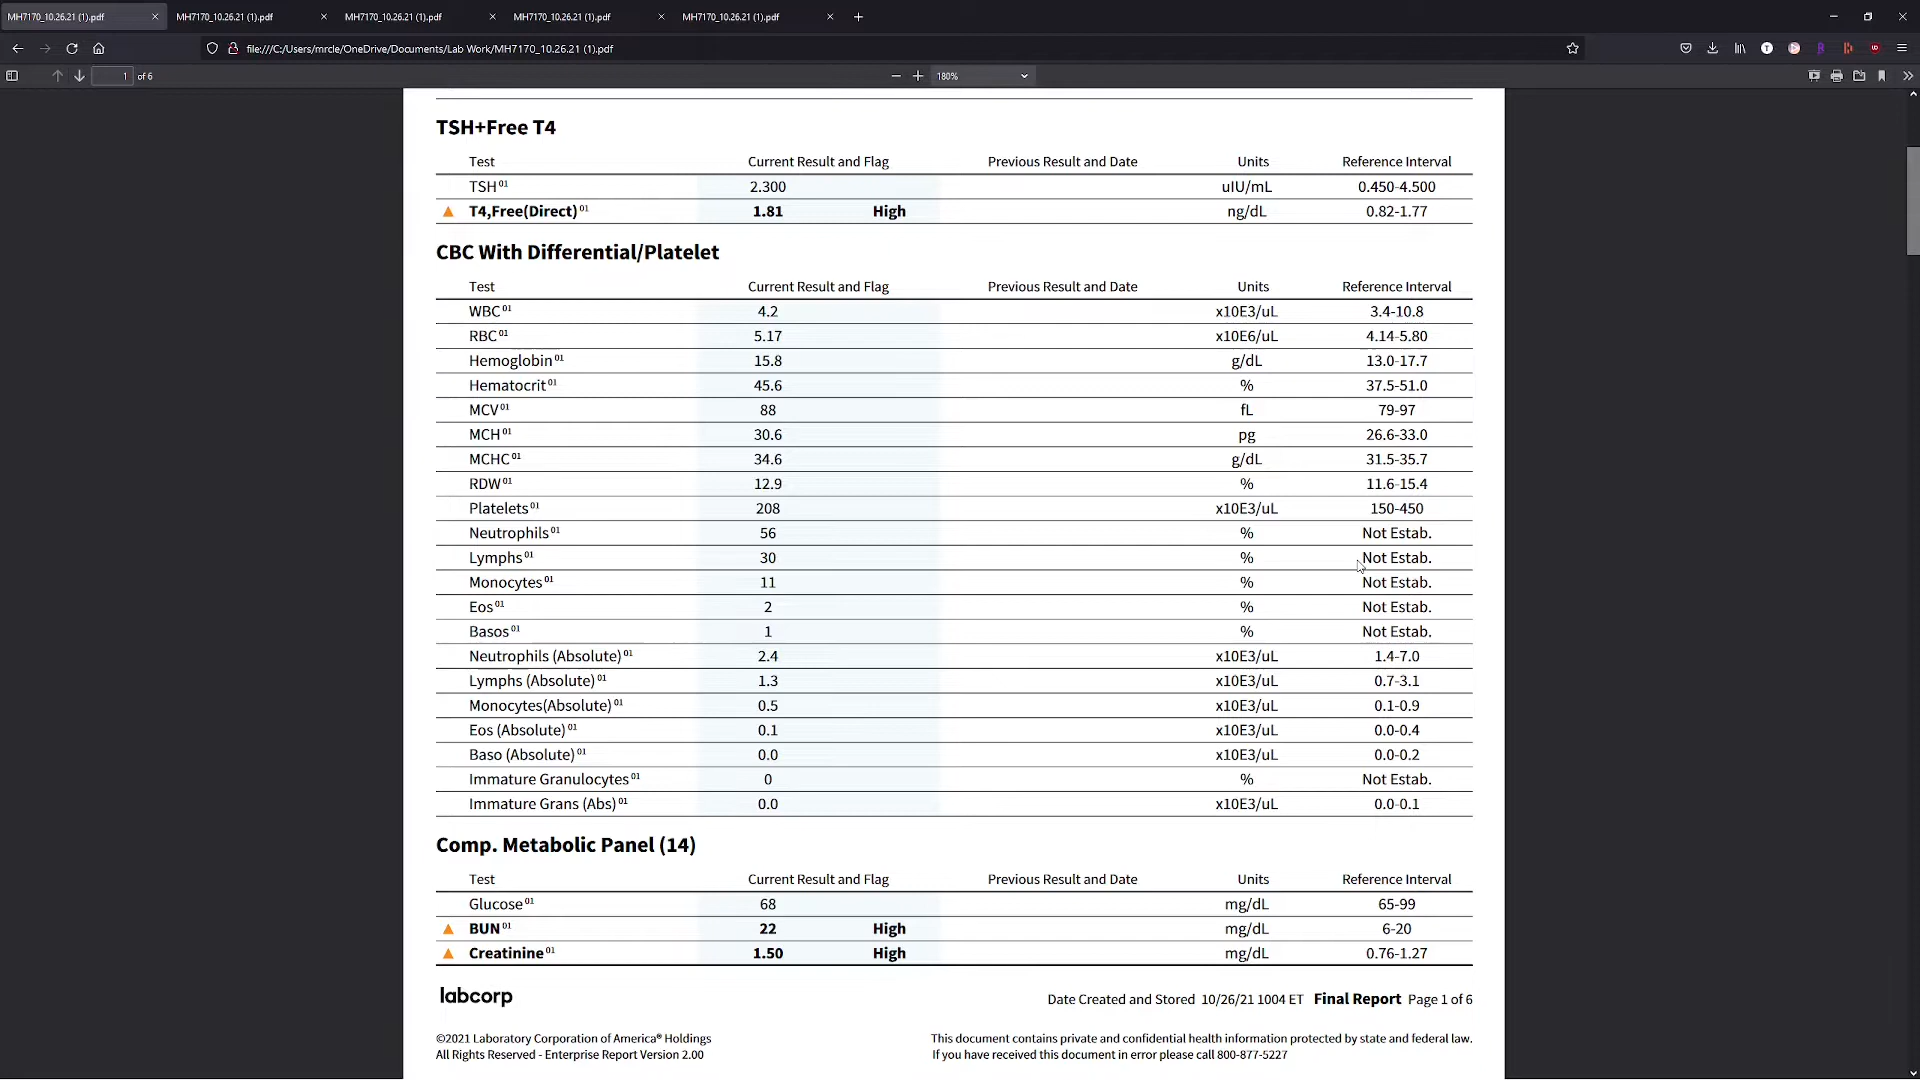 MH7170_10.26.21 (1).pdf MH7170_10.26.21 (1).pdf MH7170_10.26.21 (1).pdf MH7170_10.26.21 (1).pdf MH7170_10.26.21 (1).pdf
file:///C:/Users/mrcle/OneDrive/Documents/Lab Work/MH7170_10.26.21 (1).pdf
1 of 6 180%
TSH+Free T4
Test Current Result and Flag Previous Result and Date Units Reference Interval
TSH 01 2.300 uIU/mL 0.450-4.500
T4,Free(Direct) 01 1.81 High ng/dL 0.82-1.77
CBC With Differential/Platelet
Test Current Result and Flag Previous Result and Date Units Reference Interval
WBC 01 4.2 x10E3/uL 3.4-10.8
RBC 01 5.17 x10E6/uL 4.14-5.80
Hemoglobin 01 15.8 g/dL 13.0-17.7
Hematocrit 01 45.6 % 37.5-51.0
MCV 01 88 fL 79-97
MCH 01 30.6 pg 26.6-33.0
MCHC 01 34.6 g/dL 31.5-35.7
RDW 01 12.9 % 11.6-15.4
Platelets 01 208 x10E3/uL 150-450
Neutrophils 01 56 % Not Estab.
Lymphs 01 30 % Not Estab.
Monocytes 01 11 % Not Estab.
Eos 01 2 % Not Estab.
Basos 01 1 % Not Estab.
Neutrophils (Absolute) 01 2.4 x10E3/uL 1.4-7.0
Lymphs (Absolute) 01 1.3 x10E3/uL 0.7-3.1
Monocytes(Absolute) 01 0.5 x10E3/uL 0.1-0.9
Eos (Absolute) 01 0.1 x10E3/uL 0.0-0.4
Baso (Absolute) 01 0.0 x10E3/uL 0.0-0.2
Immature Granulocytes 01 0 % Not Estab.
Immature Grans (Abs) 01 0.0 x10E3/uL 0.0-0.1
Comp. Metabolic Panel (14)
Test Current Result and Flag Previous Result and Date Units Reference Interval
Glucose 01 68 mg/dL 65-99
BUN 01 22 High mg/dL 6-20
Creatinine 01 1.50 High mg/dL 0.76-1.27
labcorp
Date Created and Stored 10/26/21 1004 ET Final Report Page 1 of 6
©2021 Laboratory Corporation of America® Holdings
All Rights Reserved - Enterprise Report Version 2.00
This document contains private and confidential health information protected by state and federal law.
If you have received this document in error please call 800-877-5227